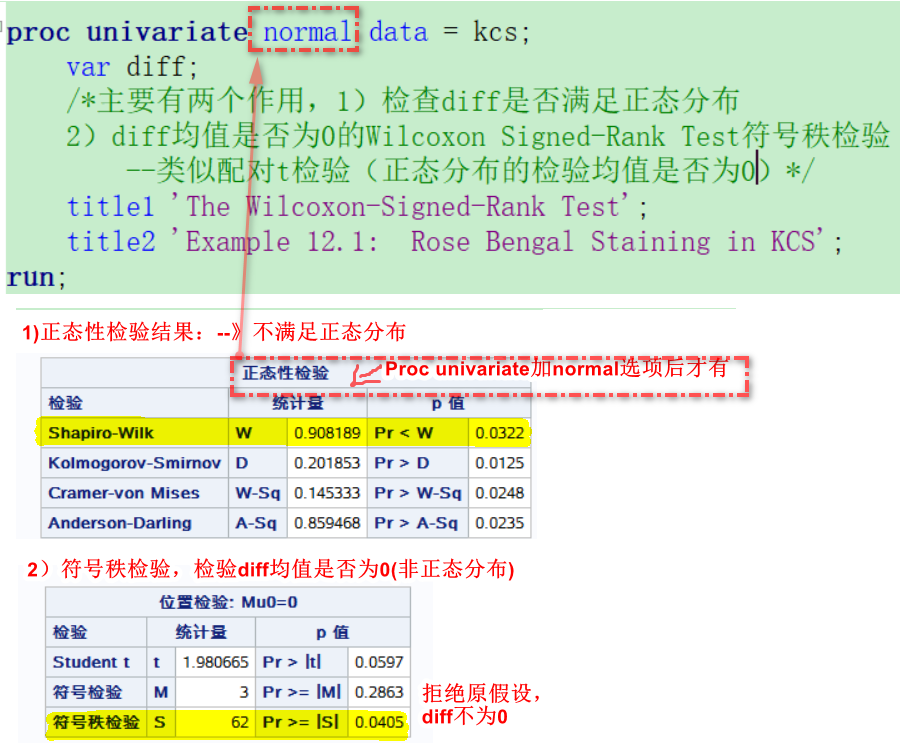 proc univariate normal data = kcs;
var diff;
/*主要有两个作用，1）检查diff是否满足正态分布
2）diff均值是否为0的Wilcoxon Signed-Rank Test符号秩检验
--类似配对t检验（正态分布的检验均值是否为0）*/
title1 'The Wilcoxon-Signed-Rank Test';
title2 'Example 12.1:  Rose Bengal Staining in KCS';
run;
1)正态性检验结果：--》不满足正态分布
正态性检验 Proc univariate加normal选项后才有
检验 统计量 p 值
Shapiro-Wilk W 0.908189 Pr < W 0.0322
Kolmogorov-Smirnov D 0.201853 Pr > D 0.0125
Cramer-von Mises W-Sq 0.145333 Pr > W-Sq 0.0248
Anderson-Darling A-Sq 0.859468 Pr > A-Sq 0.0235
2）符号秩检验，检验diff均值是否为0(非正态分布)
位置检验: Mu0=0
检验 统计量 p 值
Student t t 1.980665 Pr > |t| 0.0597
符号检验 M 3 Pr >= |M| 0.2863
符号秩检验 S 62 Pr >= |S| 0.0405
拒绝原假设，
diff不为0